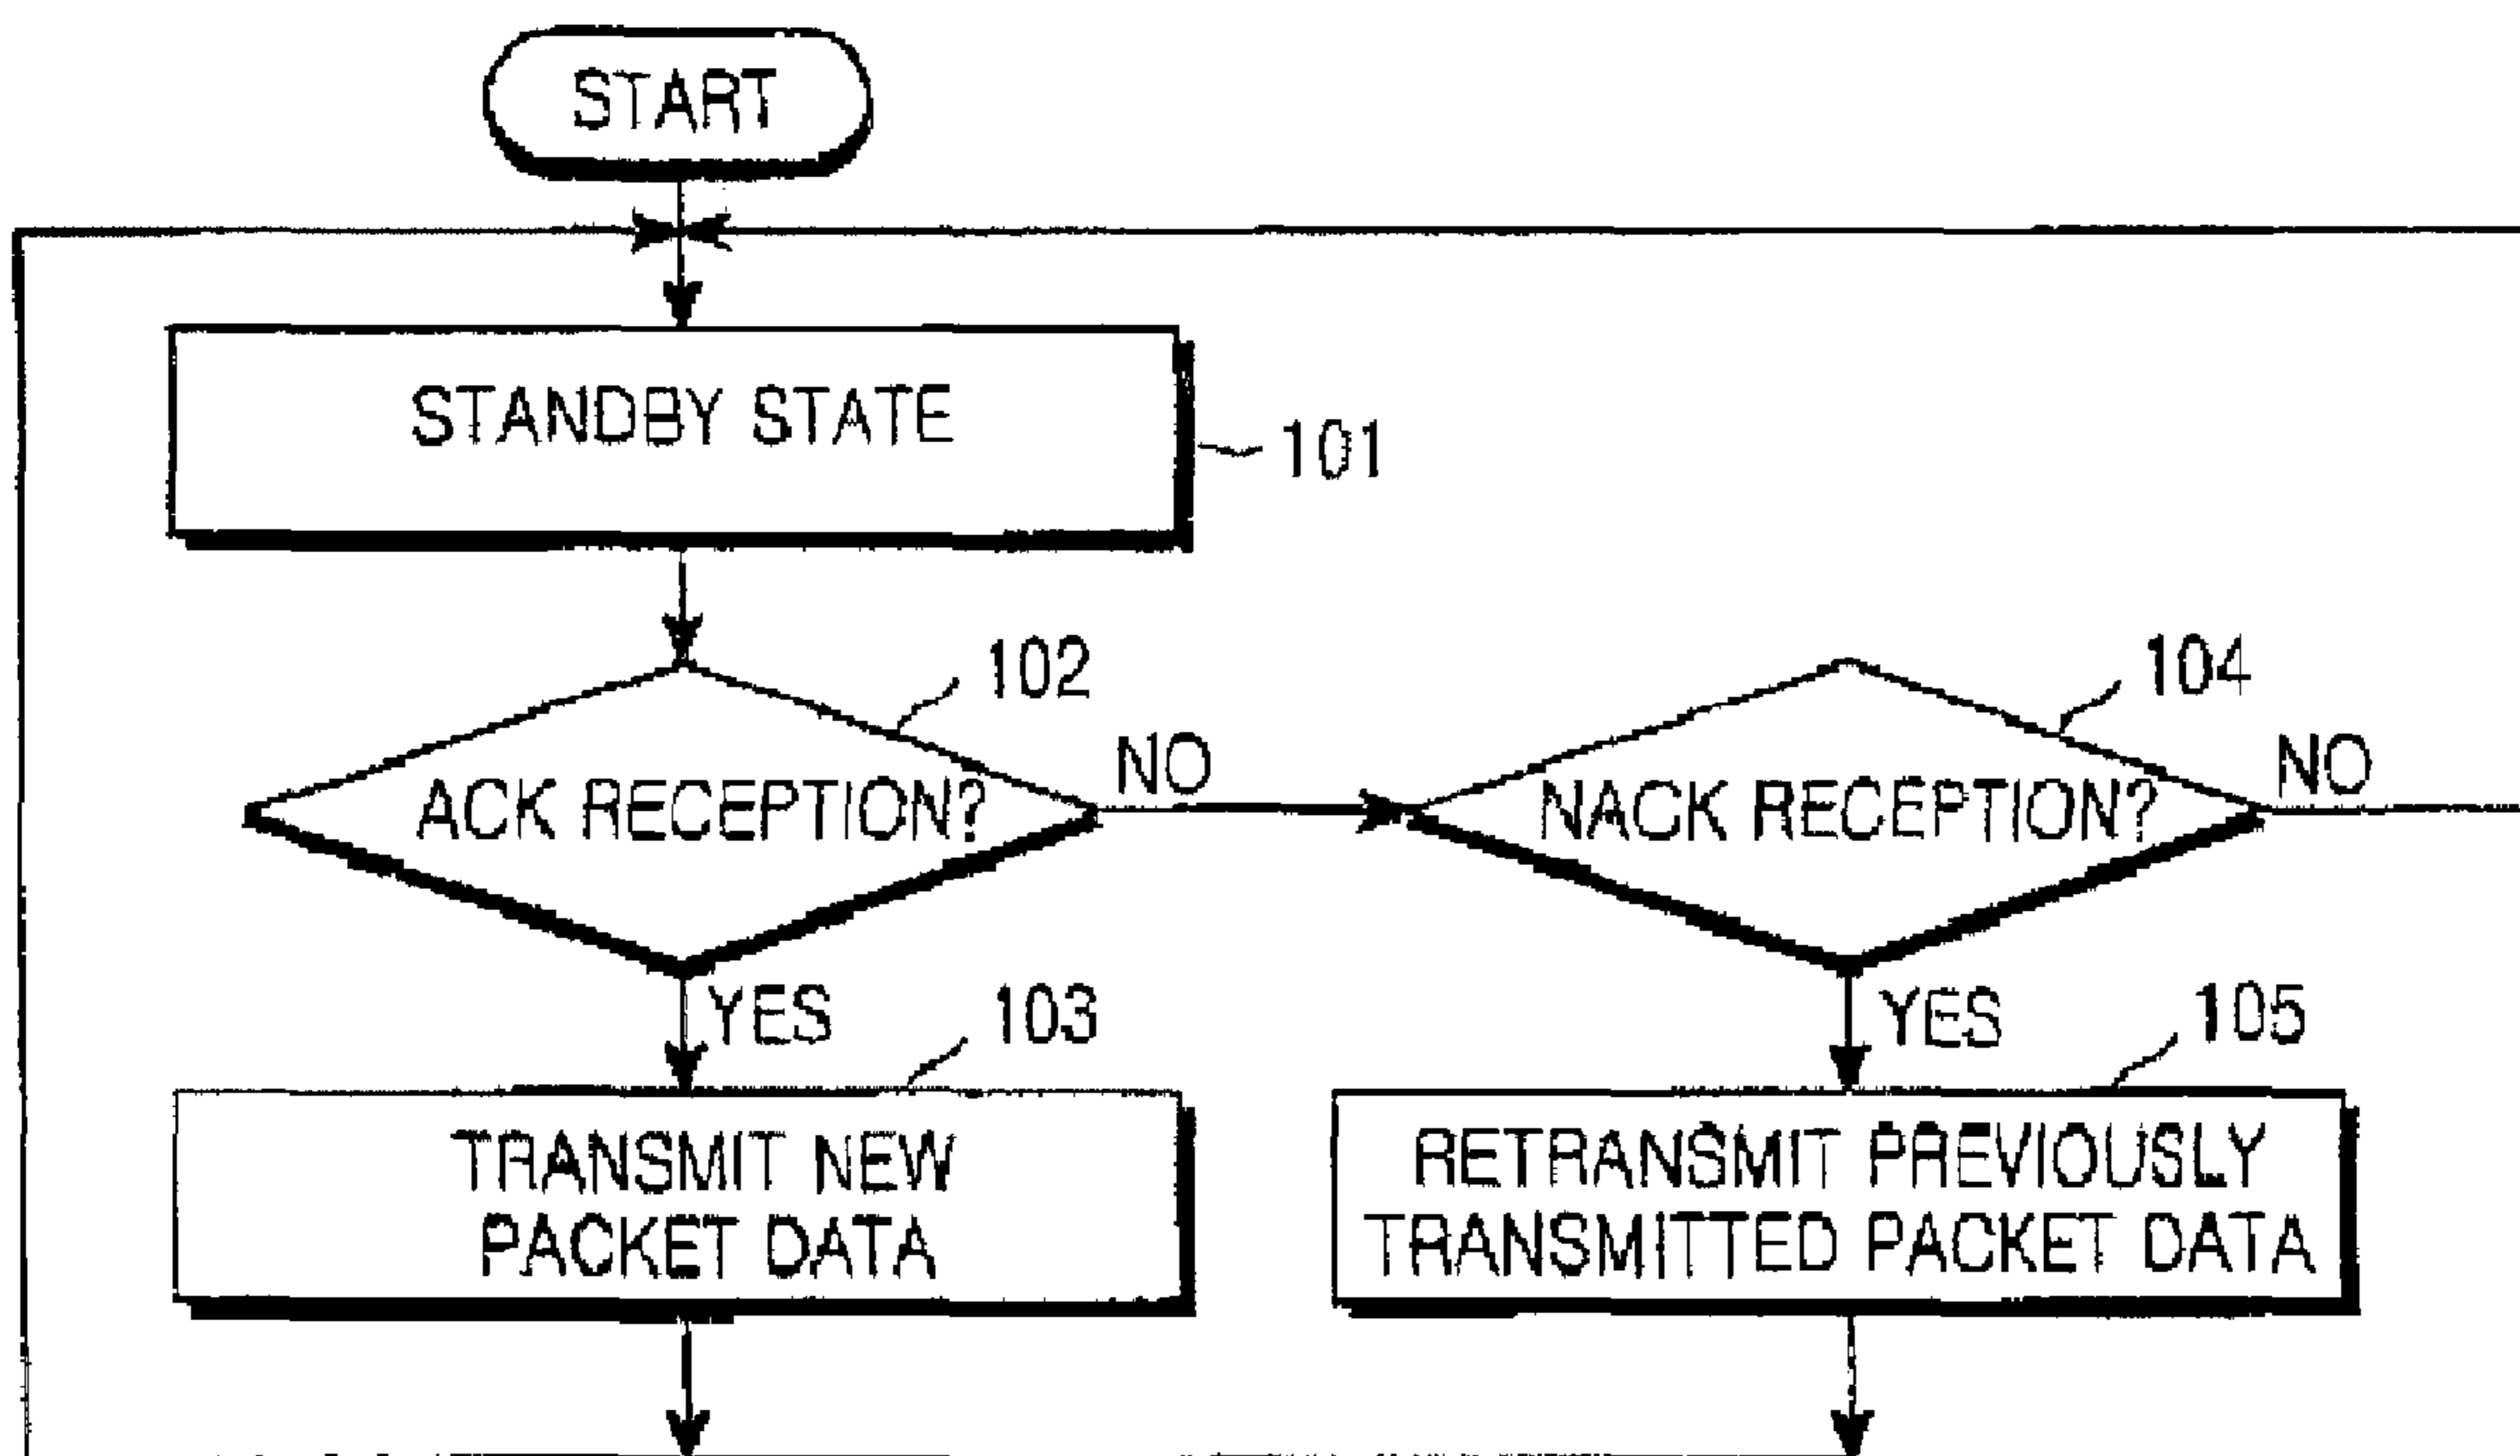 START
STANDBY STATE
101
102
104
NO
NO
ACK RECEPTION?
NACK RECEPTION?
YES
103
YES
105
TRANSMIT NEW
PACKET DATA
RETRANSMIT PREVIOUSLY
TRANSMITTED PACKET DATA